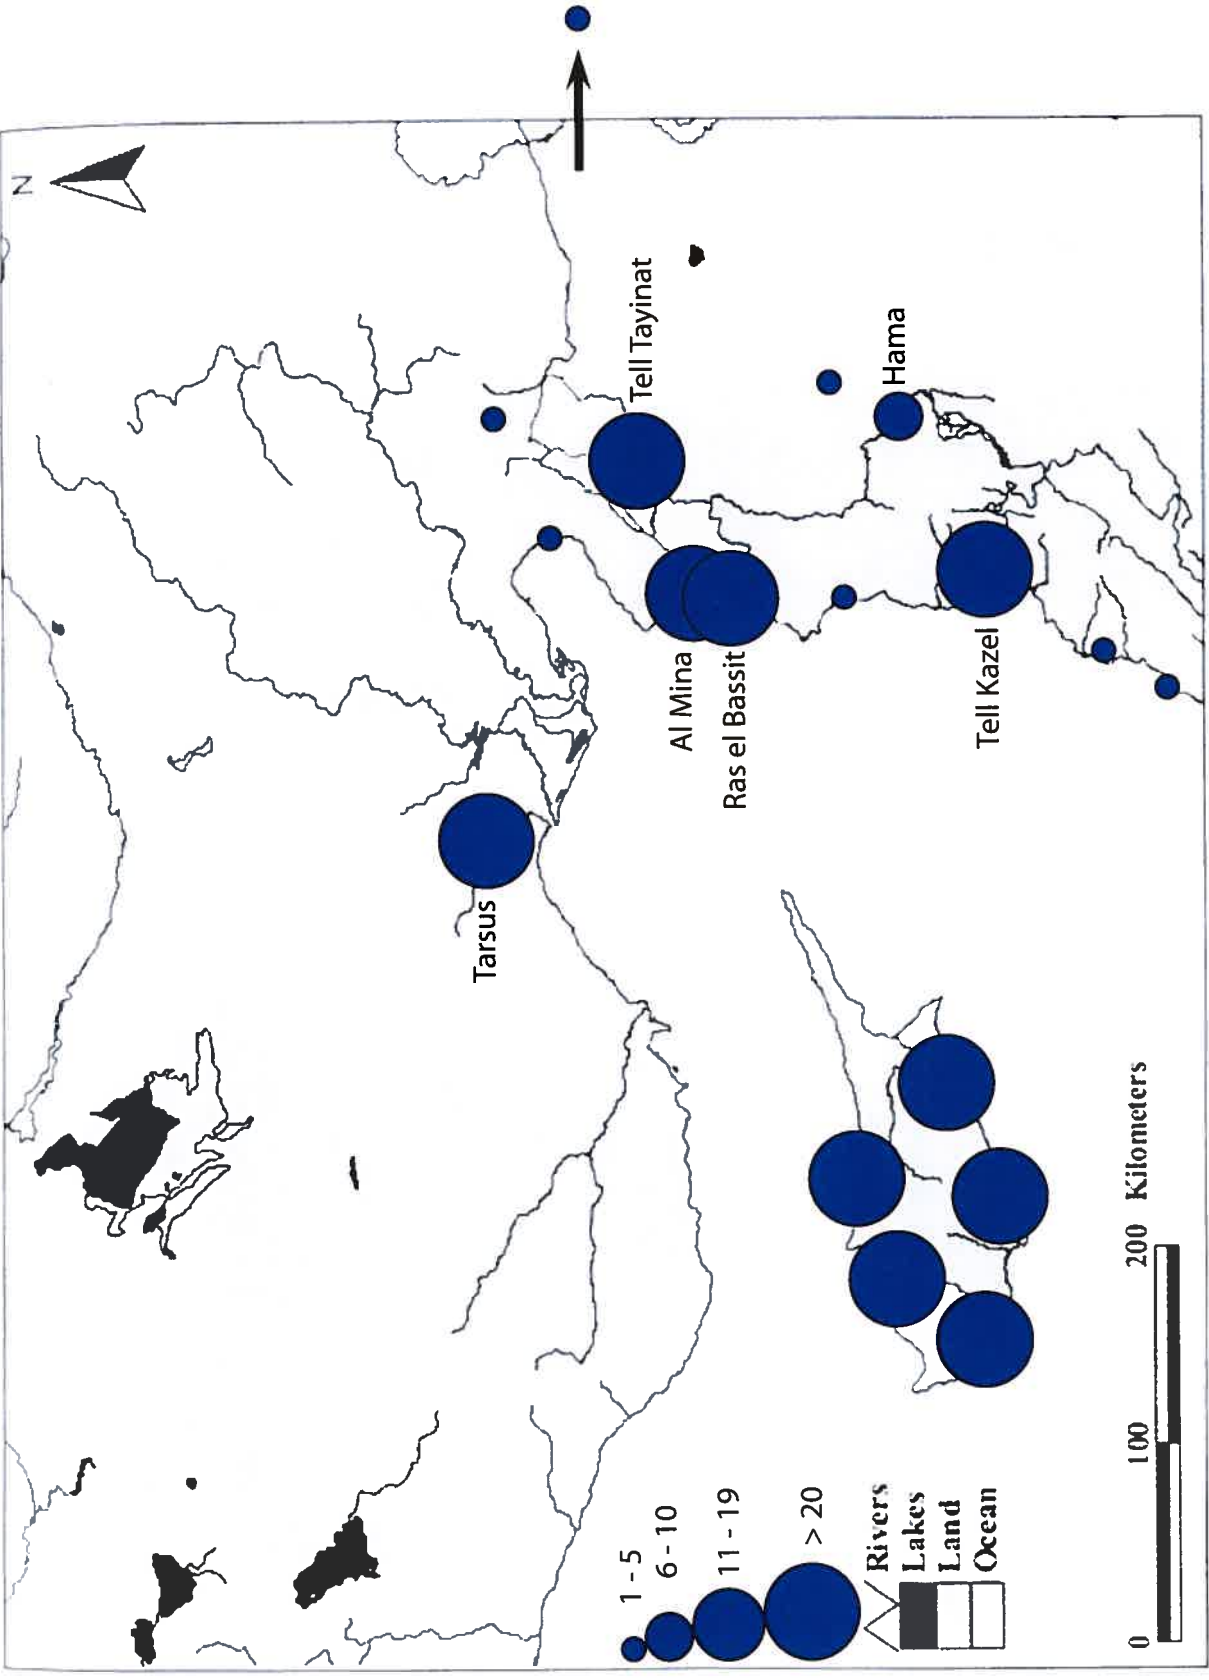 N
Tell Tayinat
Hama
Al Mina
Ras el Bassit
Tell Kazel
Tarsus
1 - 5
6 - 10
11 - 19
> 20
Rivers
Lakes
Land
Ocean
0 100 200 Kilometers